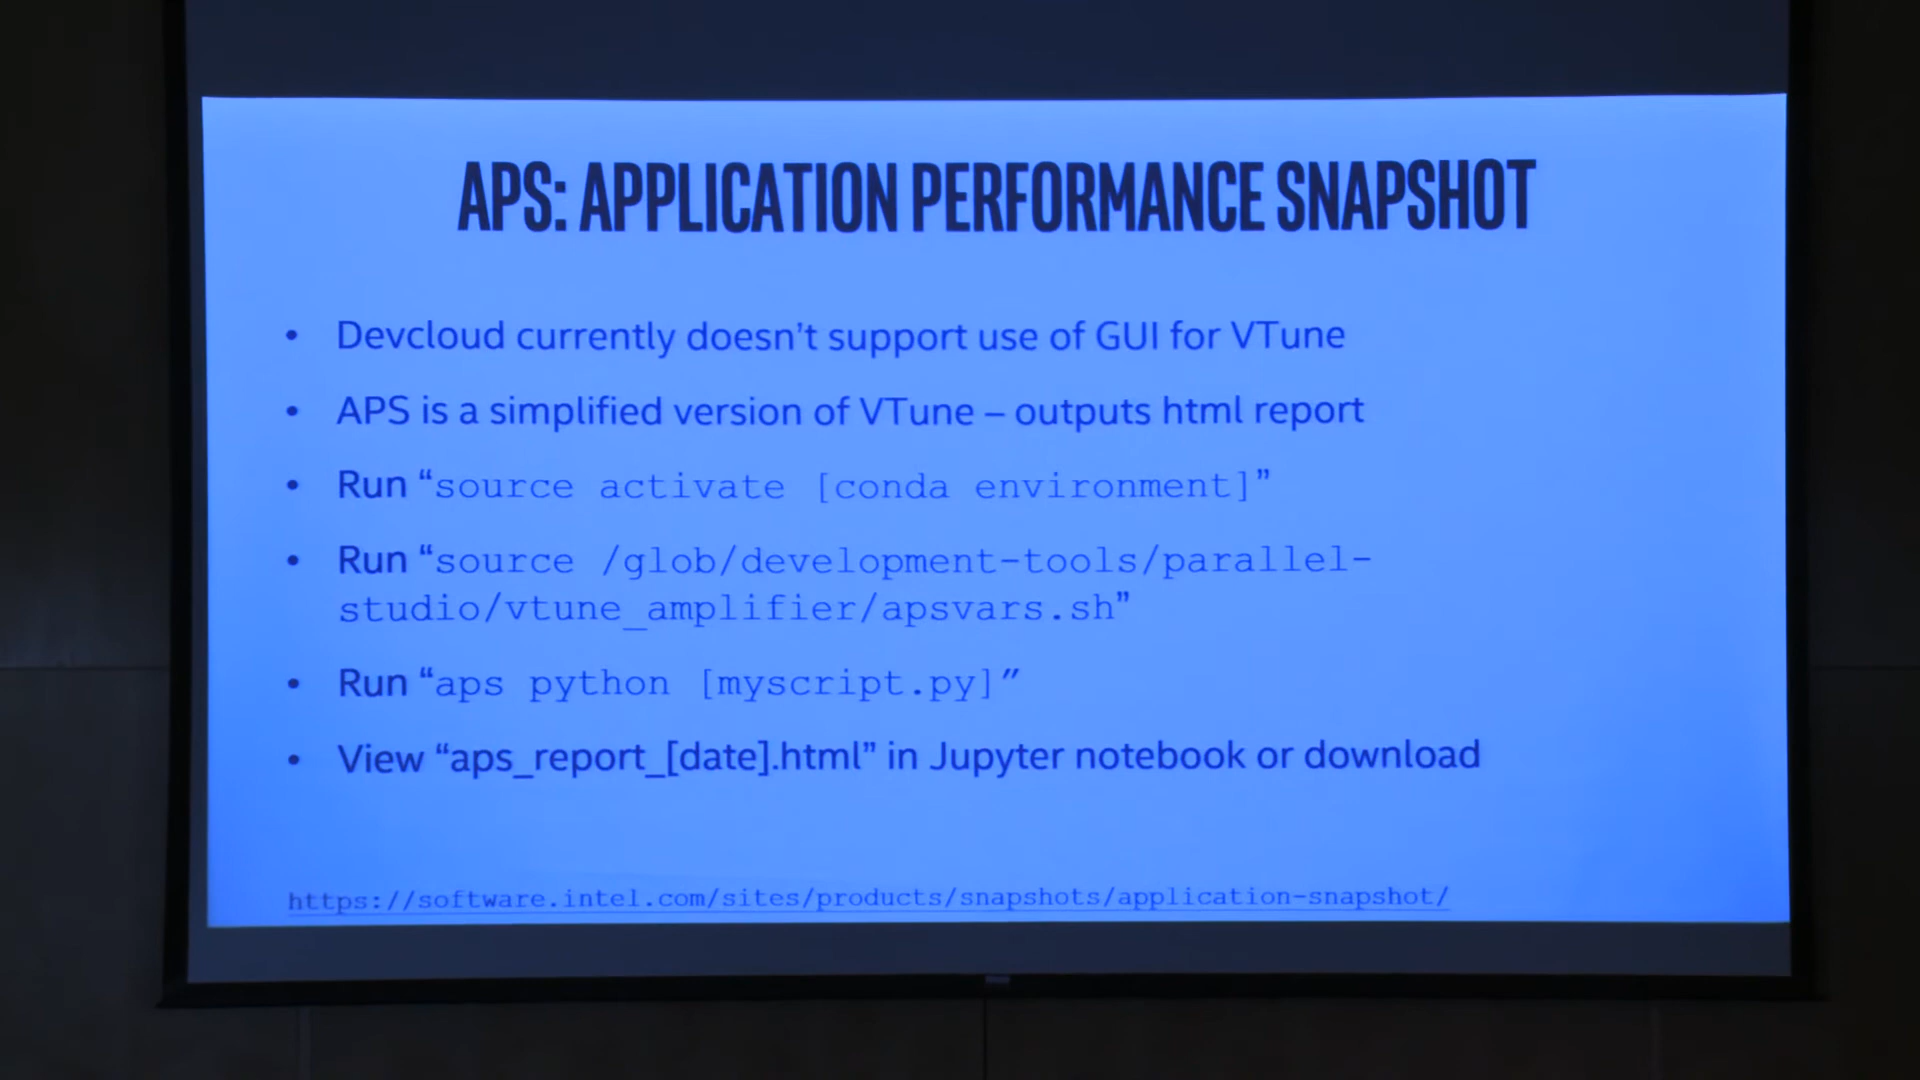 APS: APPLICATION PERFORMANCE SNAPSHOT
• Devcloud currently doesn’t support use of GUI for VTune
• APS is a simplified version of VTune – outputs html report
• Run “source activate [conda environment]”
• Run “source /glob/development-tools/parallel-
studio/vtune_amplifier/apsvars.sh”
• Run “aps python [myscript.py]”
• View “aps_report_[date].html” in Jupyter notebook or download
https://software.intel.com/sites/products/snapshots/application-snapshot/